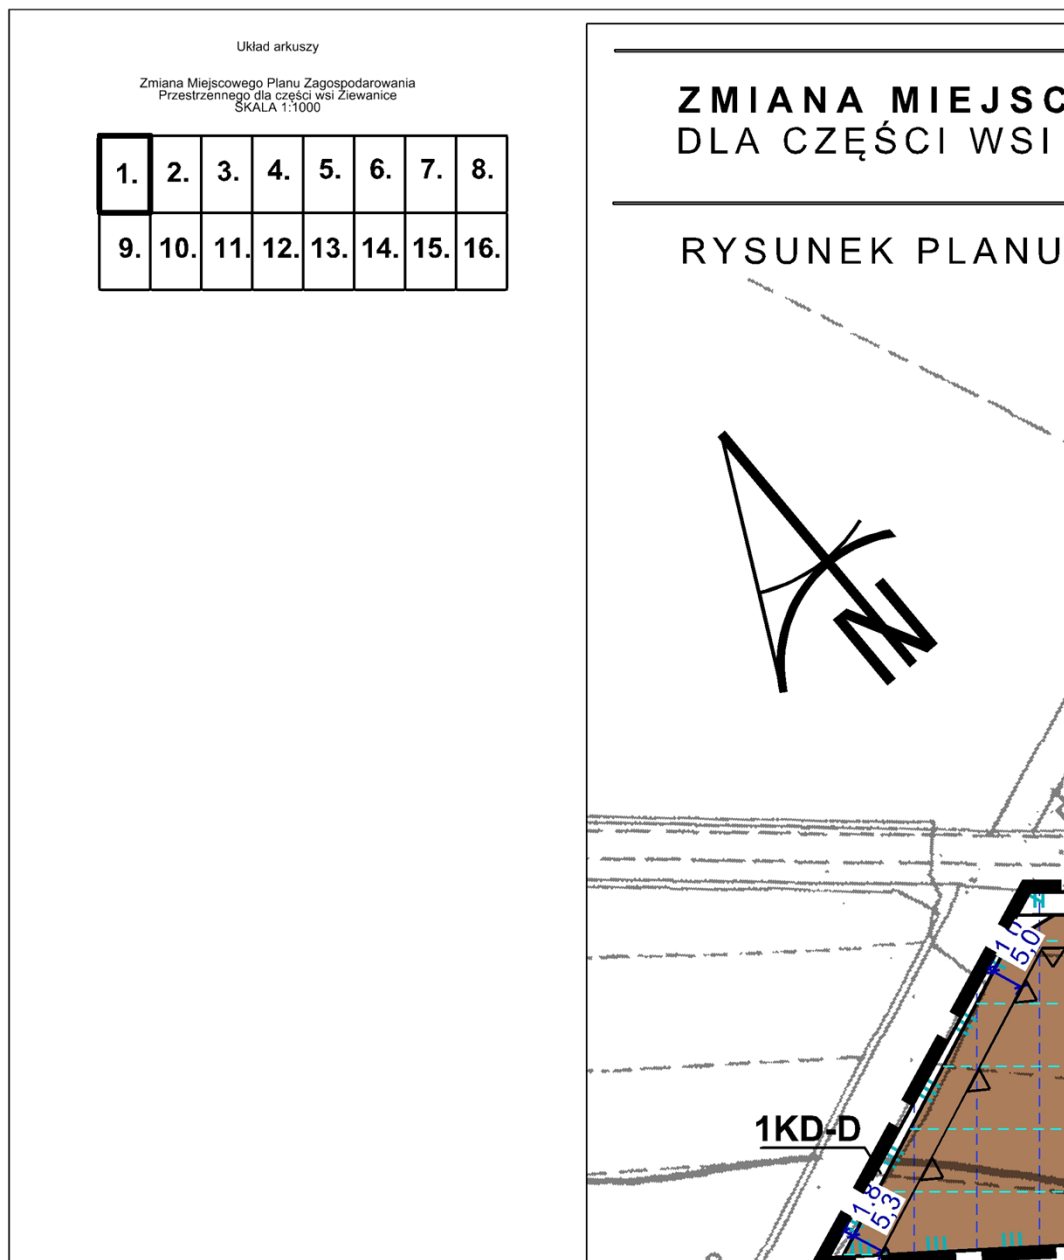 Układ arkuszy
Zmiana Miejscowego Planu Zagospodarowania
Przestrzennego dla części wsi Ziewanice
SKALA 1:1000
1. 2. 3. 4. 5. 6. 7. 8.
9. 10. 11. 12. 13. 14. 15. 16.
ZMIANA MIEJSC
DLA CZĘŚCI WSI
RYSUNEK PLANU
N
5,0
1KD-D
1.8
5,3